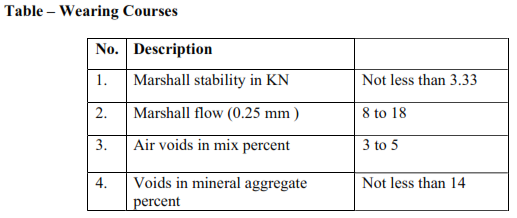 Table – Wearing Courses
No. Description
1. Marshall stability in KN Not less than 3.33
2. Marshall flow (0.25 mm ) 8 to 18
3. Air voids in mix percent 3 to 5
4. Voids in mineral aggregate Not less than 14
percent